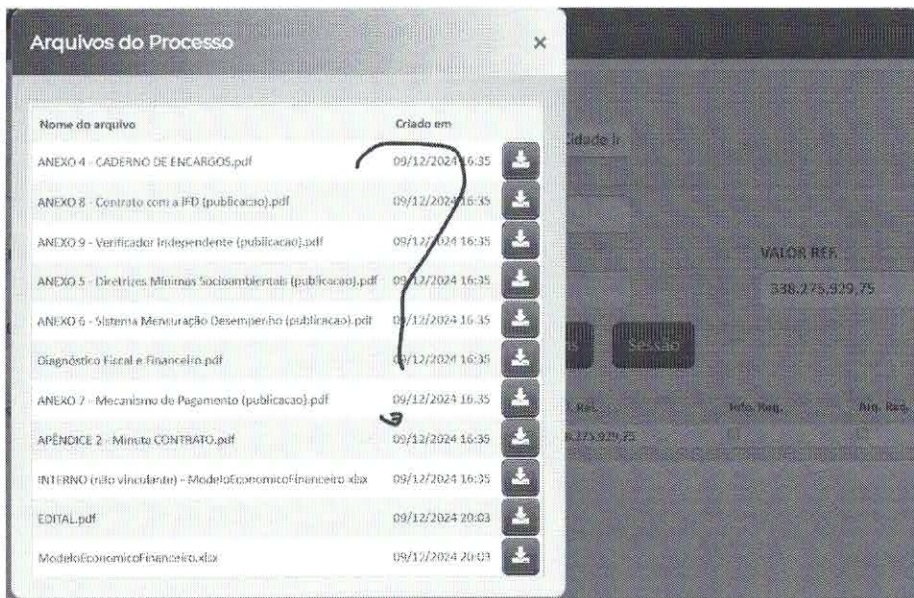 Arquivos do Processo ×
Nome do arquivo Criado em
ANEXO 4 - CADERNO DE ENCARGOS.pdf 09/12/2024 16:35
ANEXO 8 - Contrato com a IFD (publicacao).pdf 09/12/2024 16:35
ANEXO 9 - Verificador Independente (publicacao).pdf 09/12/2024 16:35
ANEXO 5 - Diretrizes Mínimas Socioambientais (publicacao).pdf 09/12/2024 16:35
ANEXO 6 - Sistema Mensuração Desempenho (publicacao).pdf 09/12/2024 16:35
Diagnóstico Fiscal e Financeiro.pdf 09/12/2024 16:35
ANEXO 7 - Mecanismo de Pagamento (publicacao).pdf 09/12/2024 16:35
APÊNDICE 2 - Minuta CONTRATO.pdf 09/12/2024 16:35
INTERNO (não vinculante) - ModeloEconomicoFinanceiro.xlsx 09/12/2024 16:35
EDITAL.pdf 09/12/2024 20:03
ModeloEconomicoFinanceiro.xlsx 09/12/2024 20:03
Cidade Ir
VALOR REF.
338.275.929,75
Sessão
Info. Req. Arq. Req.